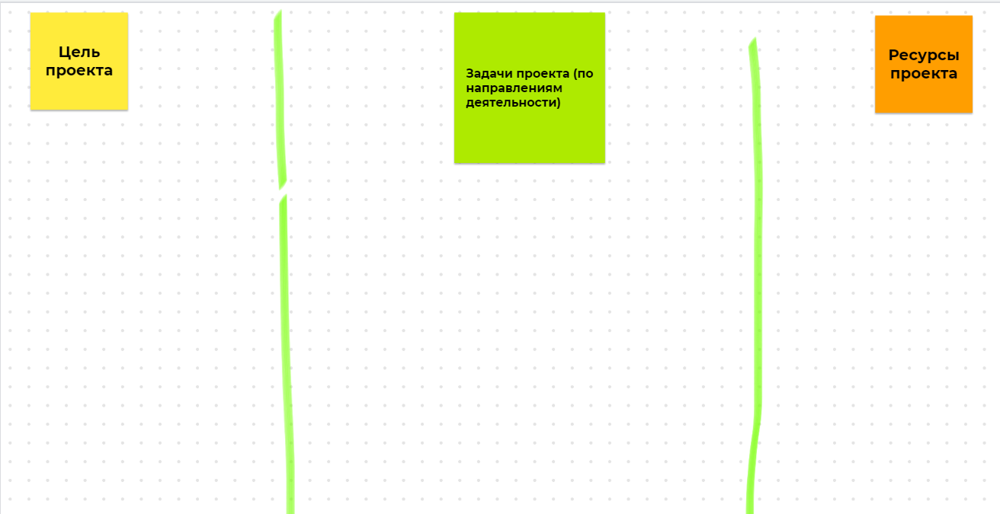 Цель
проекта
Задачи проекта (по
направлениям
деятельности)
Ресурсы
проекта